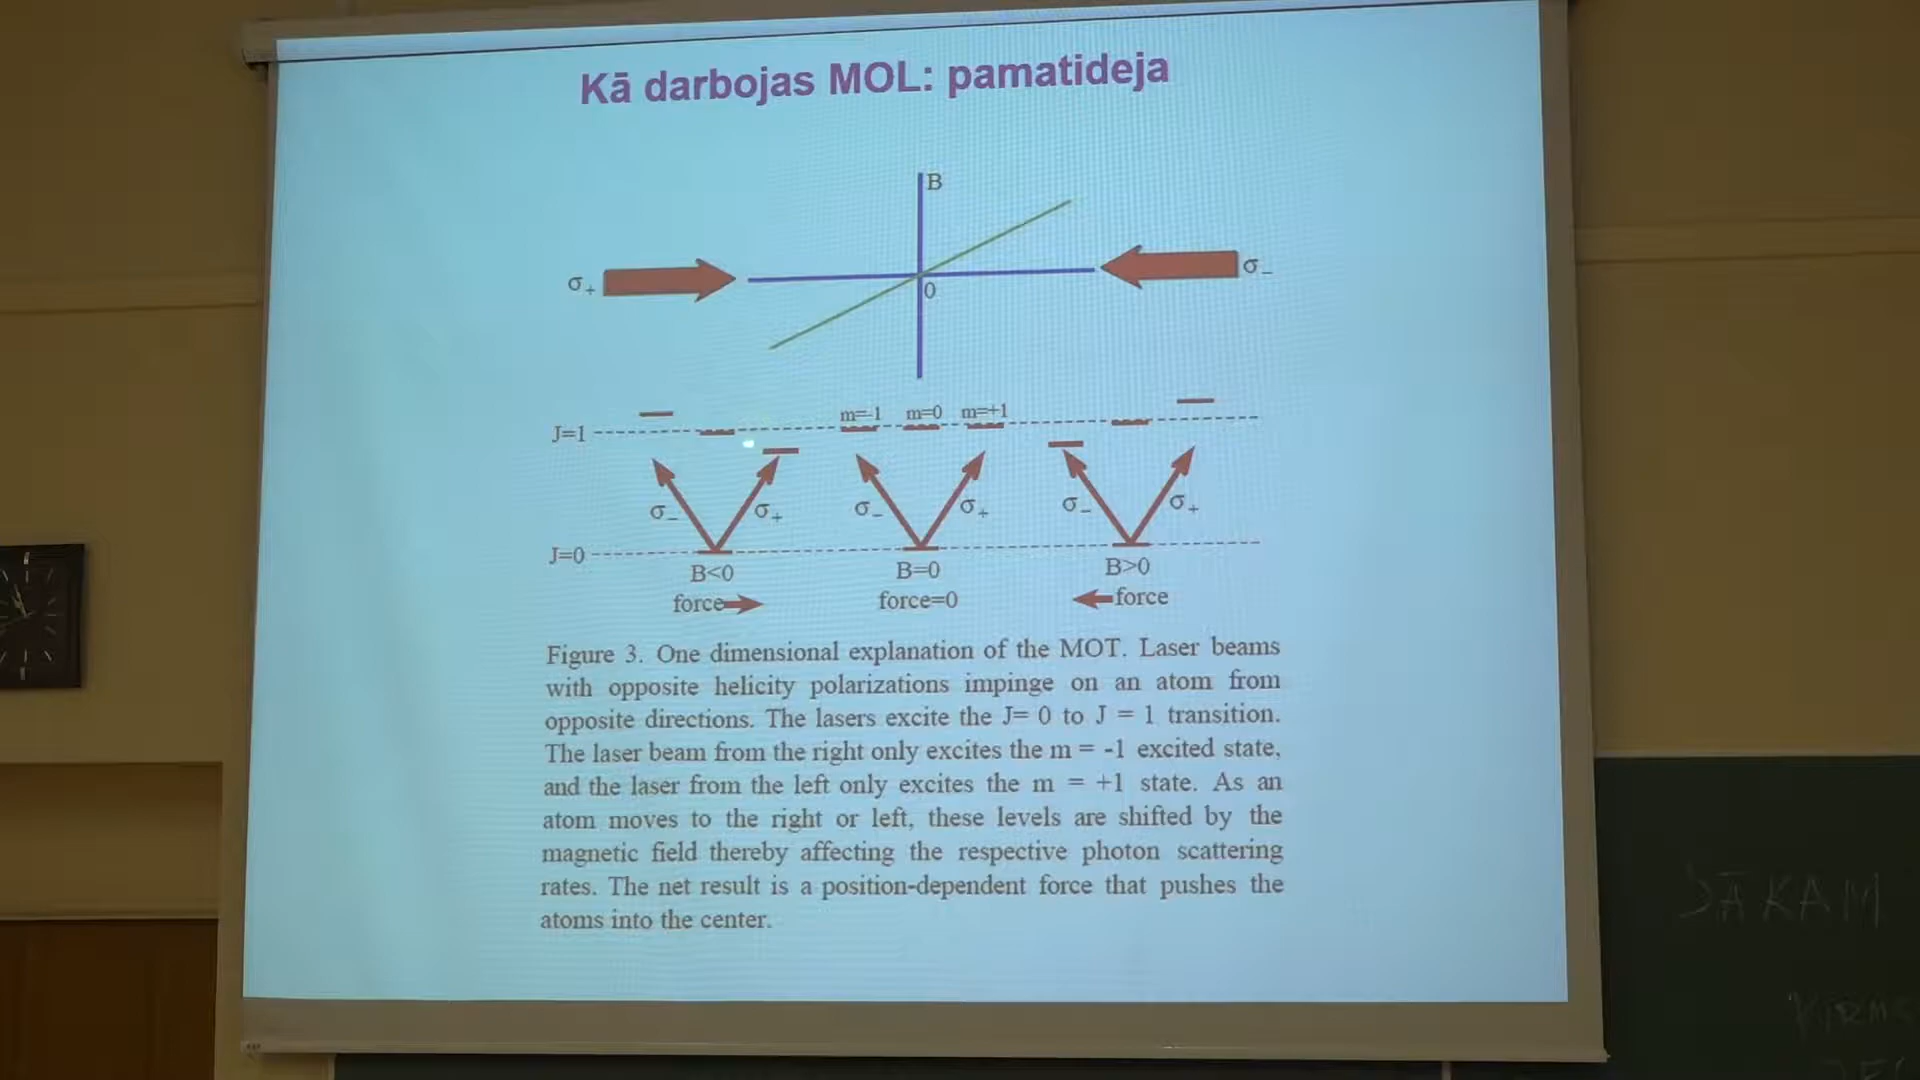 Kā darbojas MOL: pamatideja
B
σ₊
σ₋
0
m=-1 m=0 m=+1
J=1
σ₋ σ₊ σ₋ σ₊ σ₋ σ₊
J=0
B<0 B=0 B>0
force force=0 force
Figure 3. One dimensional explanation of the MOT. Laser beams
with opposite helicity polarizations impinge on an atom from
opposite directions. The lasers excite the J= 0 to J = 1 transition.
The laser beam from the right only excites the m = -1 excited state,
and the laser from the left only excites the m = +1 state. As an
atom moves to the right or left, these levels are shifted by the
magnetic field thereby affecting the respective photon scattering
rates. The net result is a position-dependent force that pushes the
atoms into the center.
SĀKAM